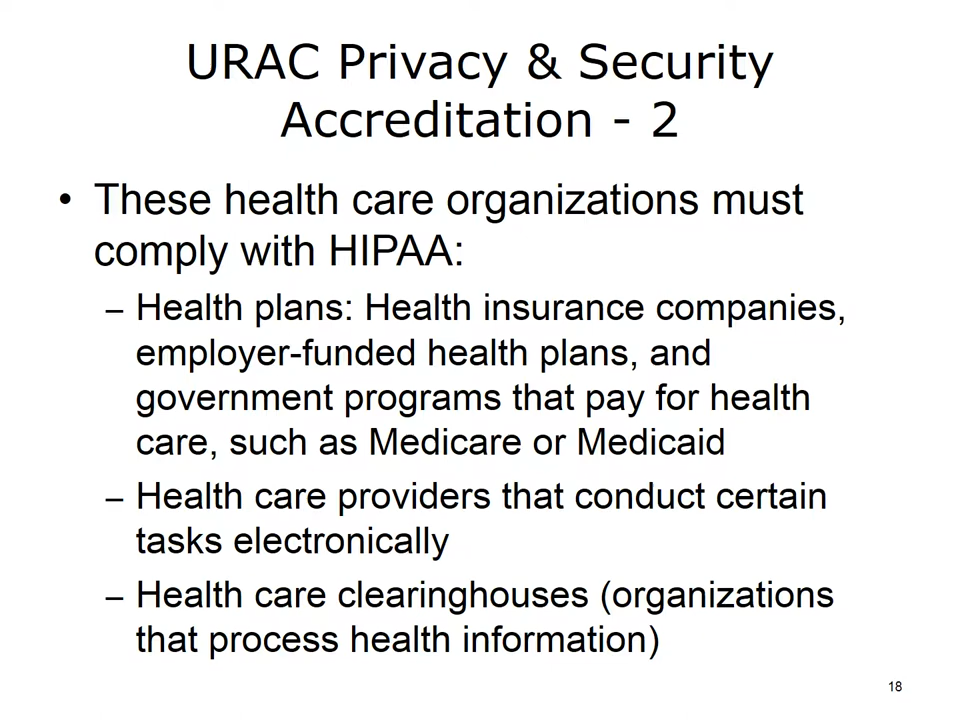 URAC Privacy & Security
Accreditation - 2
• These health care organizations must
comply with HIPAA:
– Health plans: Health insurance companies,
employer-funded health plans, and
government programs that pay for health
care, such as Medicare or Medicaid
– Health care providers that conduct certain
tasks electronically
– Health care clearinghouses (organizations
that process health information)
18